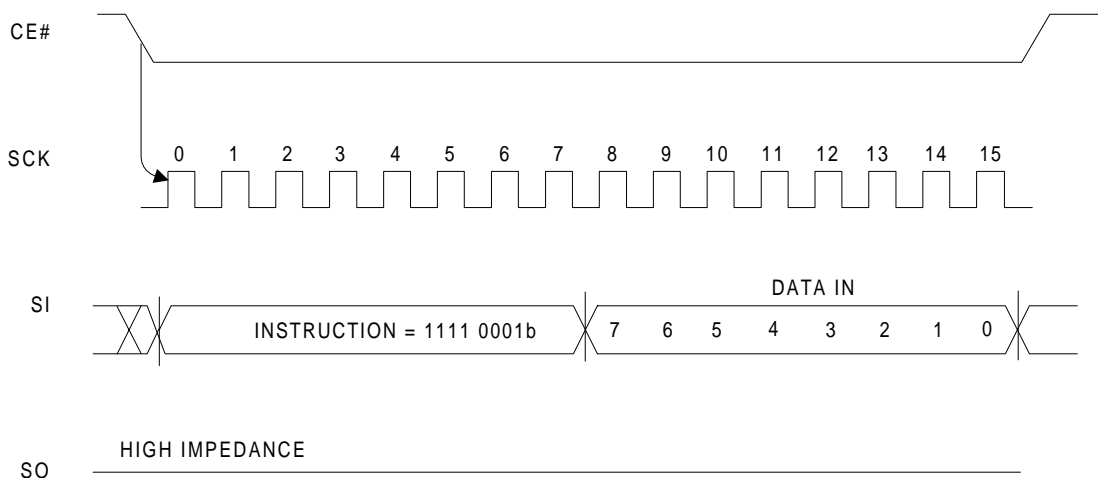 CE#
SCK
0 1 2 3 4 5 6 7 8 9 10 11 12 13 14 15
DATA IN
SI
INSTRUCTION = 1111 0001b 7 6 5 4 3 2 1 0
HIGH IMPEDANCE
SO